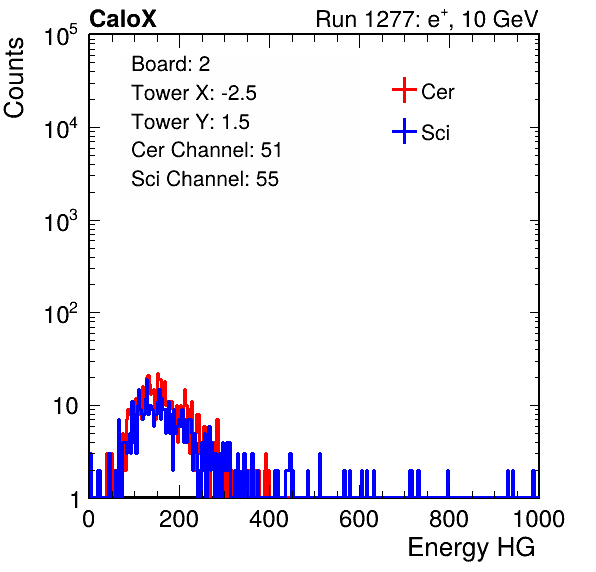 CaloX Run 1277: e⁺, 10 GeV
Counts
10⁵
10⁴
10³
10²
10
1
Board: 2
Tower X: -2.5
Tower Y: 1.5
Cer Channel: 51
Sci Channel: 55
Cer
Sci
0 200 400 600 800 1000
Energy HG